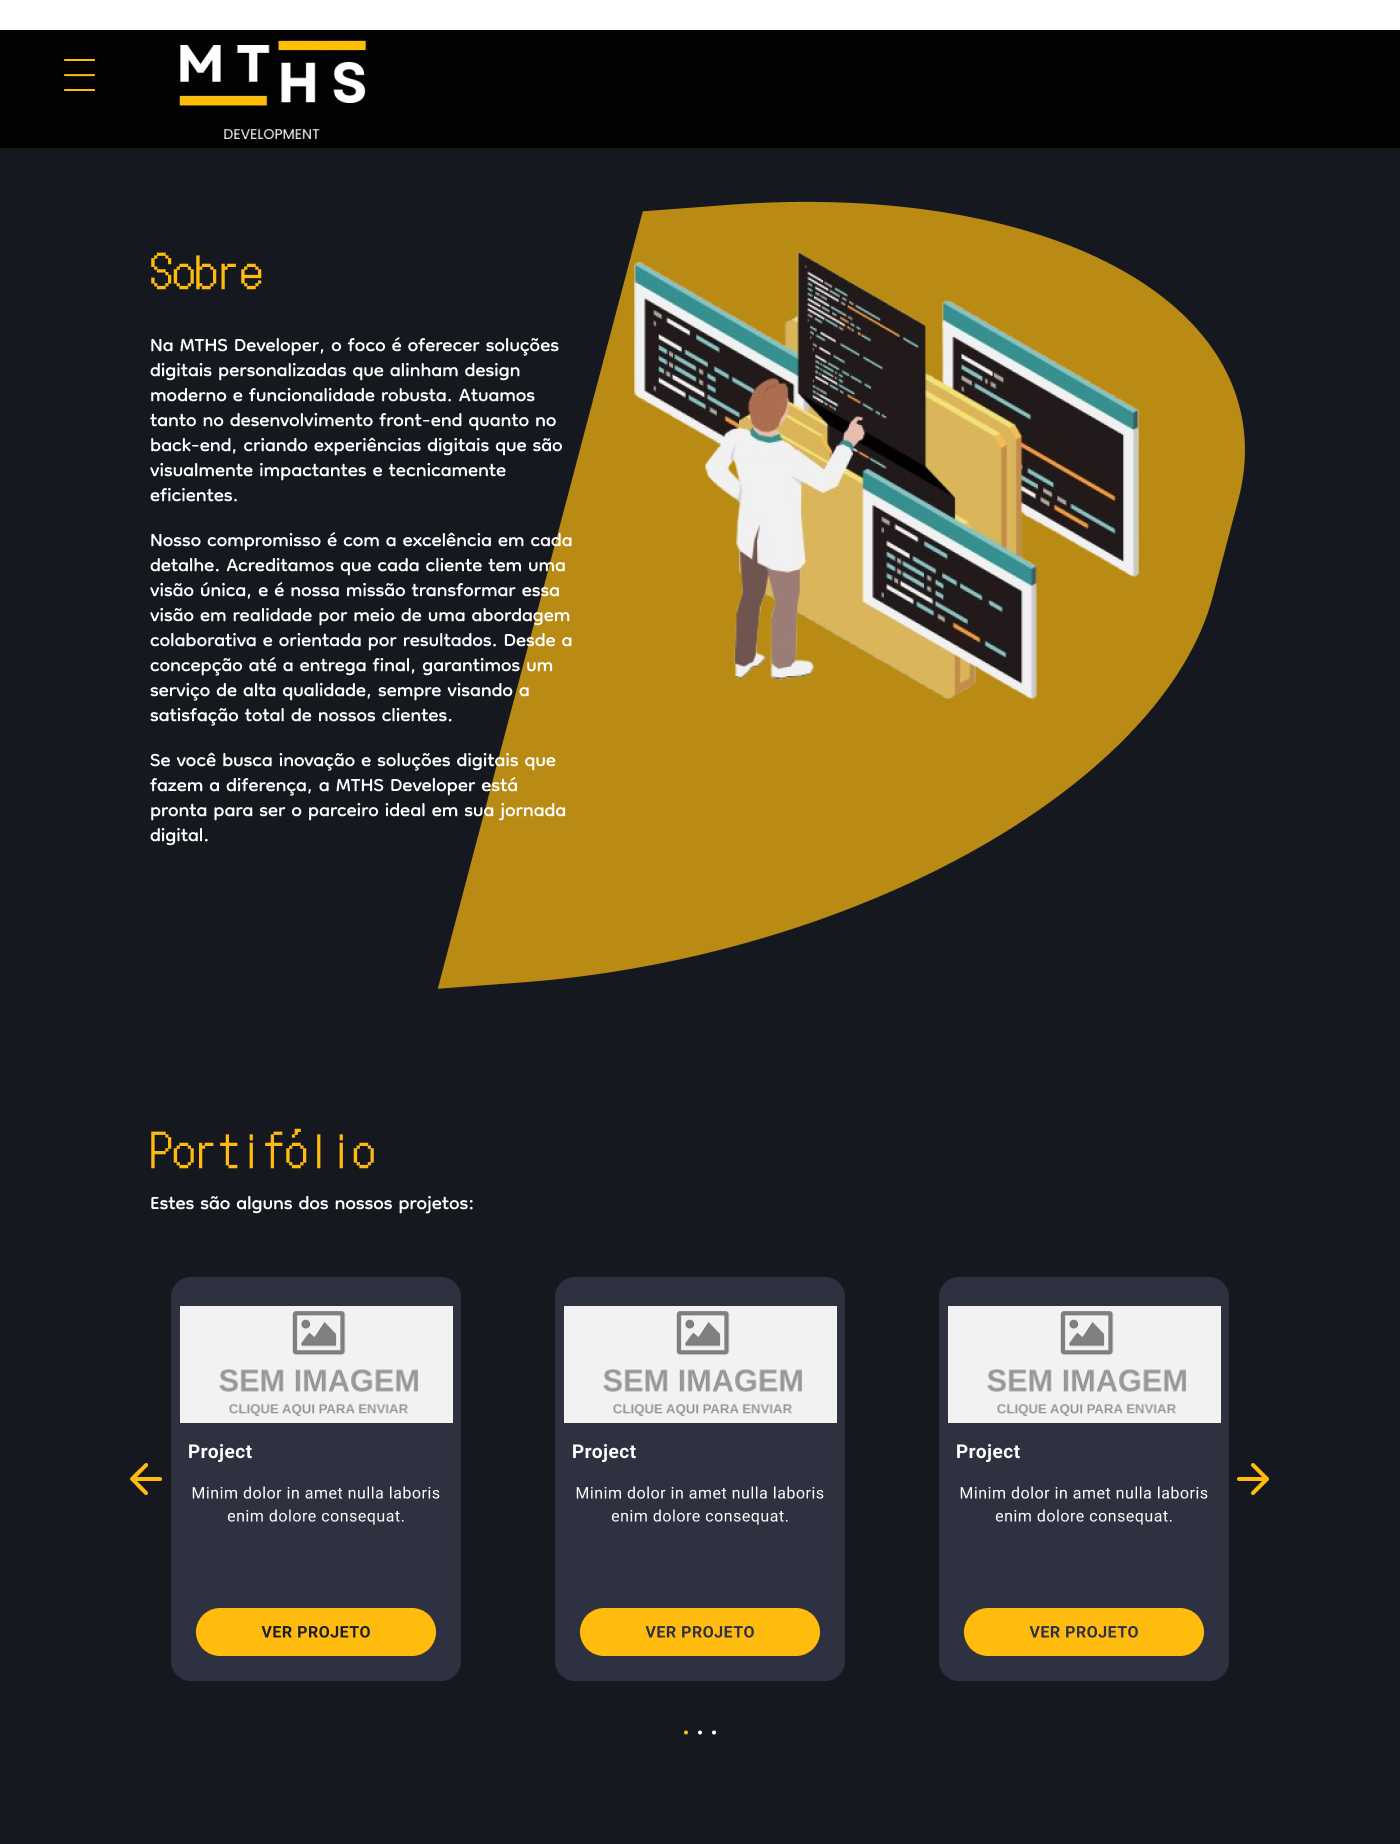 MTHS
DEVELOPMENT
Sobre
Na MTHS Developer, o foco é oferecer soluções
digitais personalizadas que alinham design
moderno e funcionalidade robusta. Atuamos
tanto no desenvolvimento front-end quanto no
back-end, criando experiências digitais que são
visualmente impactantes e tecnicamente
eficientes.
Nosso compromisso é com a excelência em cada
detalhe. Acreditamos que cada cliente tem uma
visão única, e é nossa missão transformar essa
visão em realidade por meio de uma abordagem
colaborativa e orientada por resultados. Desde a
concepção até a entrega final, garantimos um
serviço de alta qualidade, sempre visando a
satisfação total de nossos clientes.
Se você busca inovação e soluções digitais que
fazem a diferença, a MTHS Developer está
pronta para ser o parceiro ideal em sua jornada
digital.
Portifólio
Estes são alguns dos nossos projetos:
SEM IMAGEM
CLIQUE AQUI PARA ENVIAR
Project
Minim dolor in amet nulla laboris
enim dolore consequat.
VER PROJETO
SEM IMAGEM
CLIQUE AQUI PARA ENVIAR
Project
Minim dolor in amet nulla laboris
enim dolore consequat.
VER PROJETO
SEM IMAGEM
CLIQUE AQUI PARA ENVIAR
Project
Minim dolor in amet nulla laboris
enim dolore consequat.
VER PROJETO